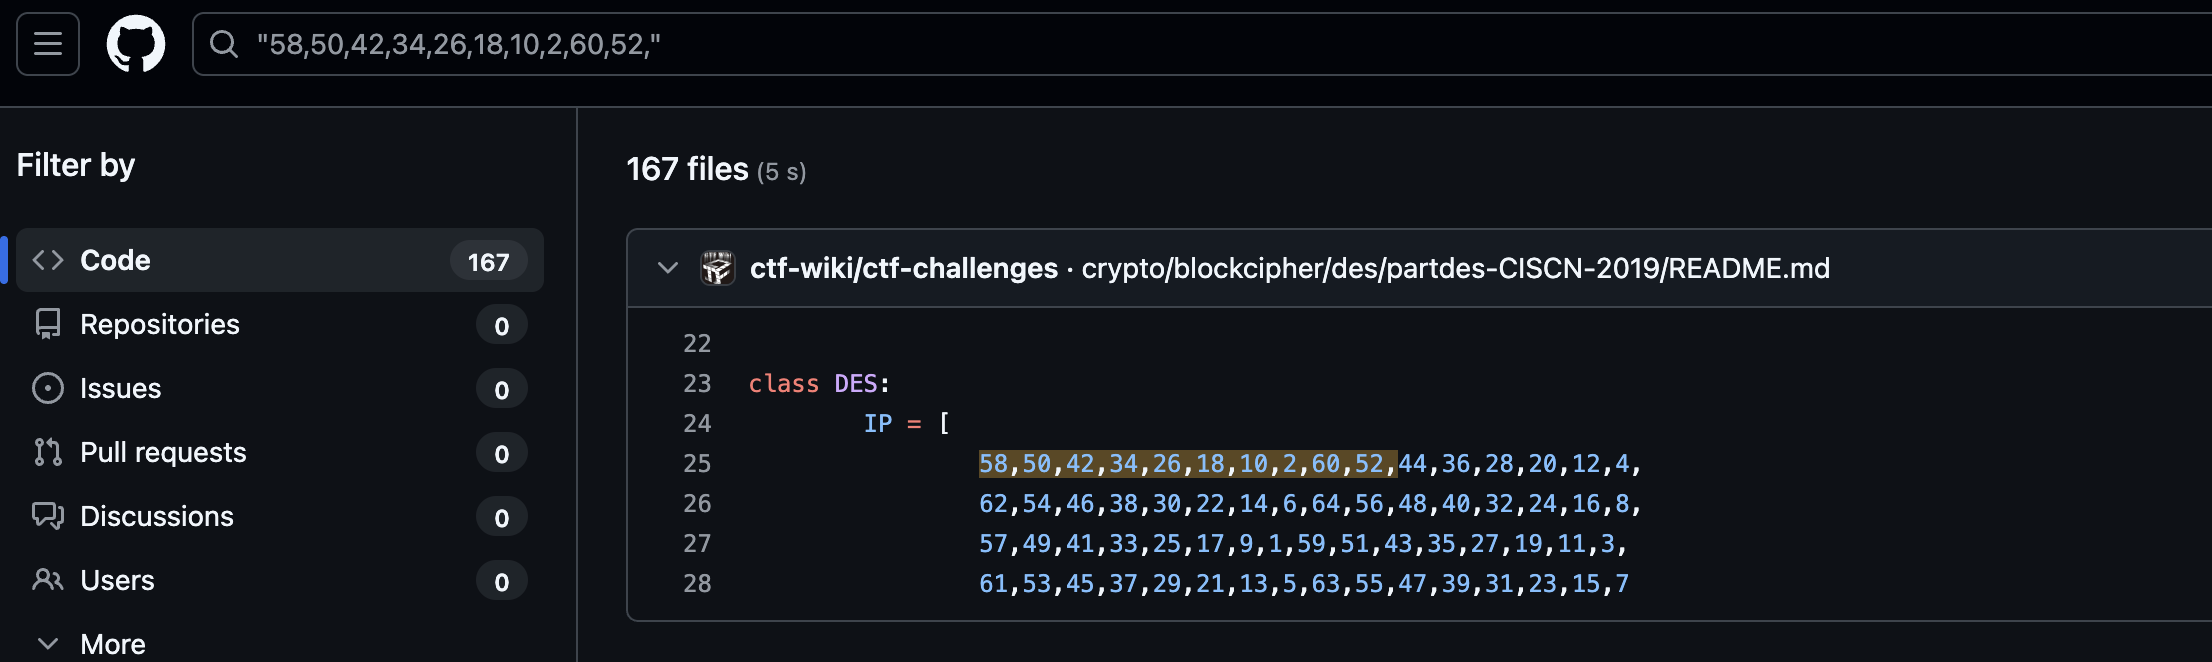 "58,50,42,34,26,18,10,2,60,52,"
Filter by
Code 167
Repositories 0
Issues 0
Pull requests 0
Discussions 0
Users 0
More
167 files (5 s)
ctf-wiki/ctf-challenges · crypto/blockcipher/des/partdes-CISCN-2019/README.md
22
23 class DES:
24 IP = [
25 58,50,42,34,26,18,10,2,60,52,44,36,28,20,12,4,
26 62,54,46,38,30,22,14,6,64,56,48,40,32,24,16,8,
27 57,49,41,33,25,17,9,1,59,51,43,35,27,19,11,3,
28 61,53,45,37,29,21,13,5,63,55,47,39,31,23,15,7